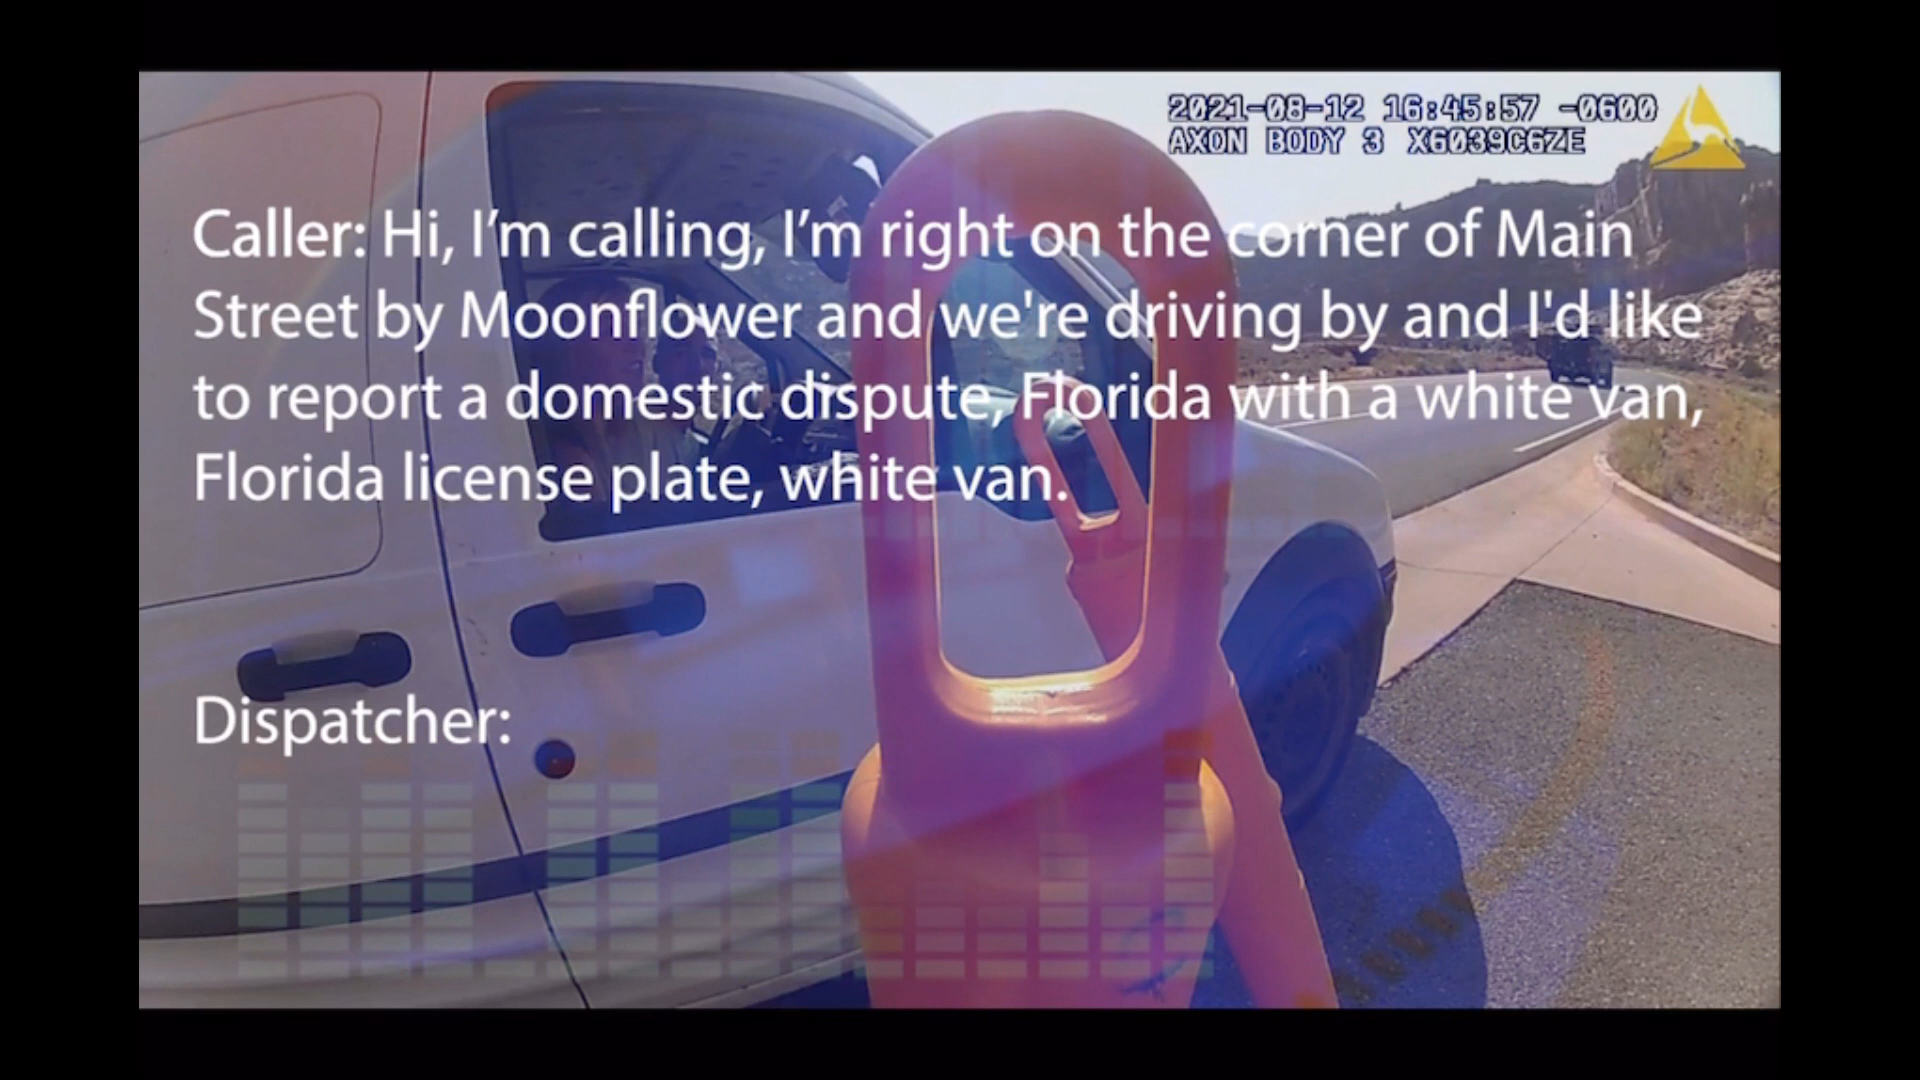 2021-08-12 16:45:57 -0600
AXON BODY 3 X6039C6ZE
Caller: Hi, I’m calling, I’m right on the corner of Main
Street by Moonflower and we're driving by and I'd like
to report a domestic dispute, Florida with a white van,
Florida license plate, white van.
Dispatcher: